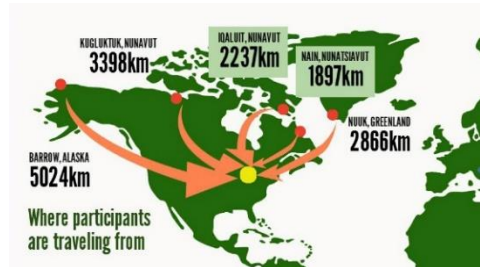 KUGLUKTUK, NUNAVUT
3398km
IQALUIT, NUNAVUT
2237km
NAIN, NUNATSIAVUT
1897km
NUUK, GREENLAND
2866km
BARROW, ALASKA
5024km
Where participants
are traveling from